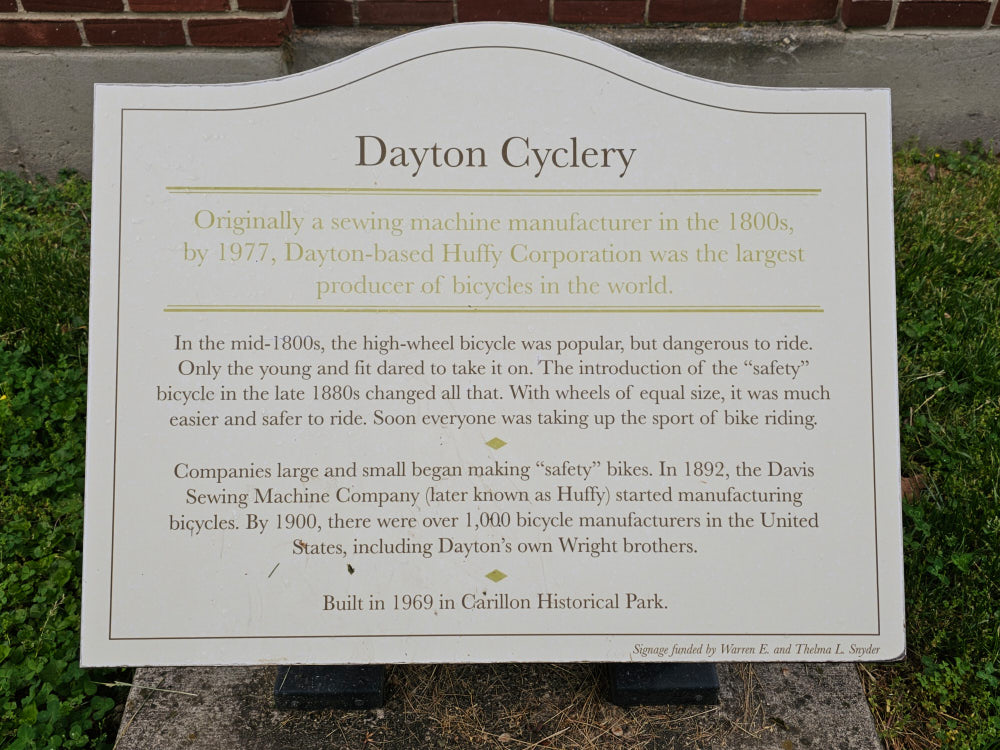 Dayton Cyclery
Originally a sewing machine manufacturer in the 1800s,
by 1977, Dayton-based Huffy Corporation was the largest
producer of bicycles in the world.
In the mid-1800s, the high-wheel bicycle was popular, but dangerous to ride.
Only the young and fit dared to take it on. The introduction of the “safety”
bicycle in the late 1880s changed all that. With wheels of equal size, it was much
easier and safer to ride. Soon everyone was taking up the sport of bike riding.
Companies large and small began making “safety” bikes. In 1892, the Davis
Sewing Machine Company (later known as Huffy) started manufacturing
bicycles. By 1900, there were over 1,000 bicycle manufacturers in the United
States, including Dayton’s own Wright brothers.
Built in 1969 in Carillon Historical Park.
Signage funded by Warren E. and Thelma L. Snyder